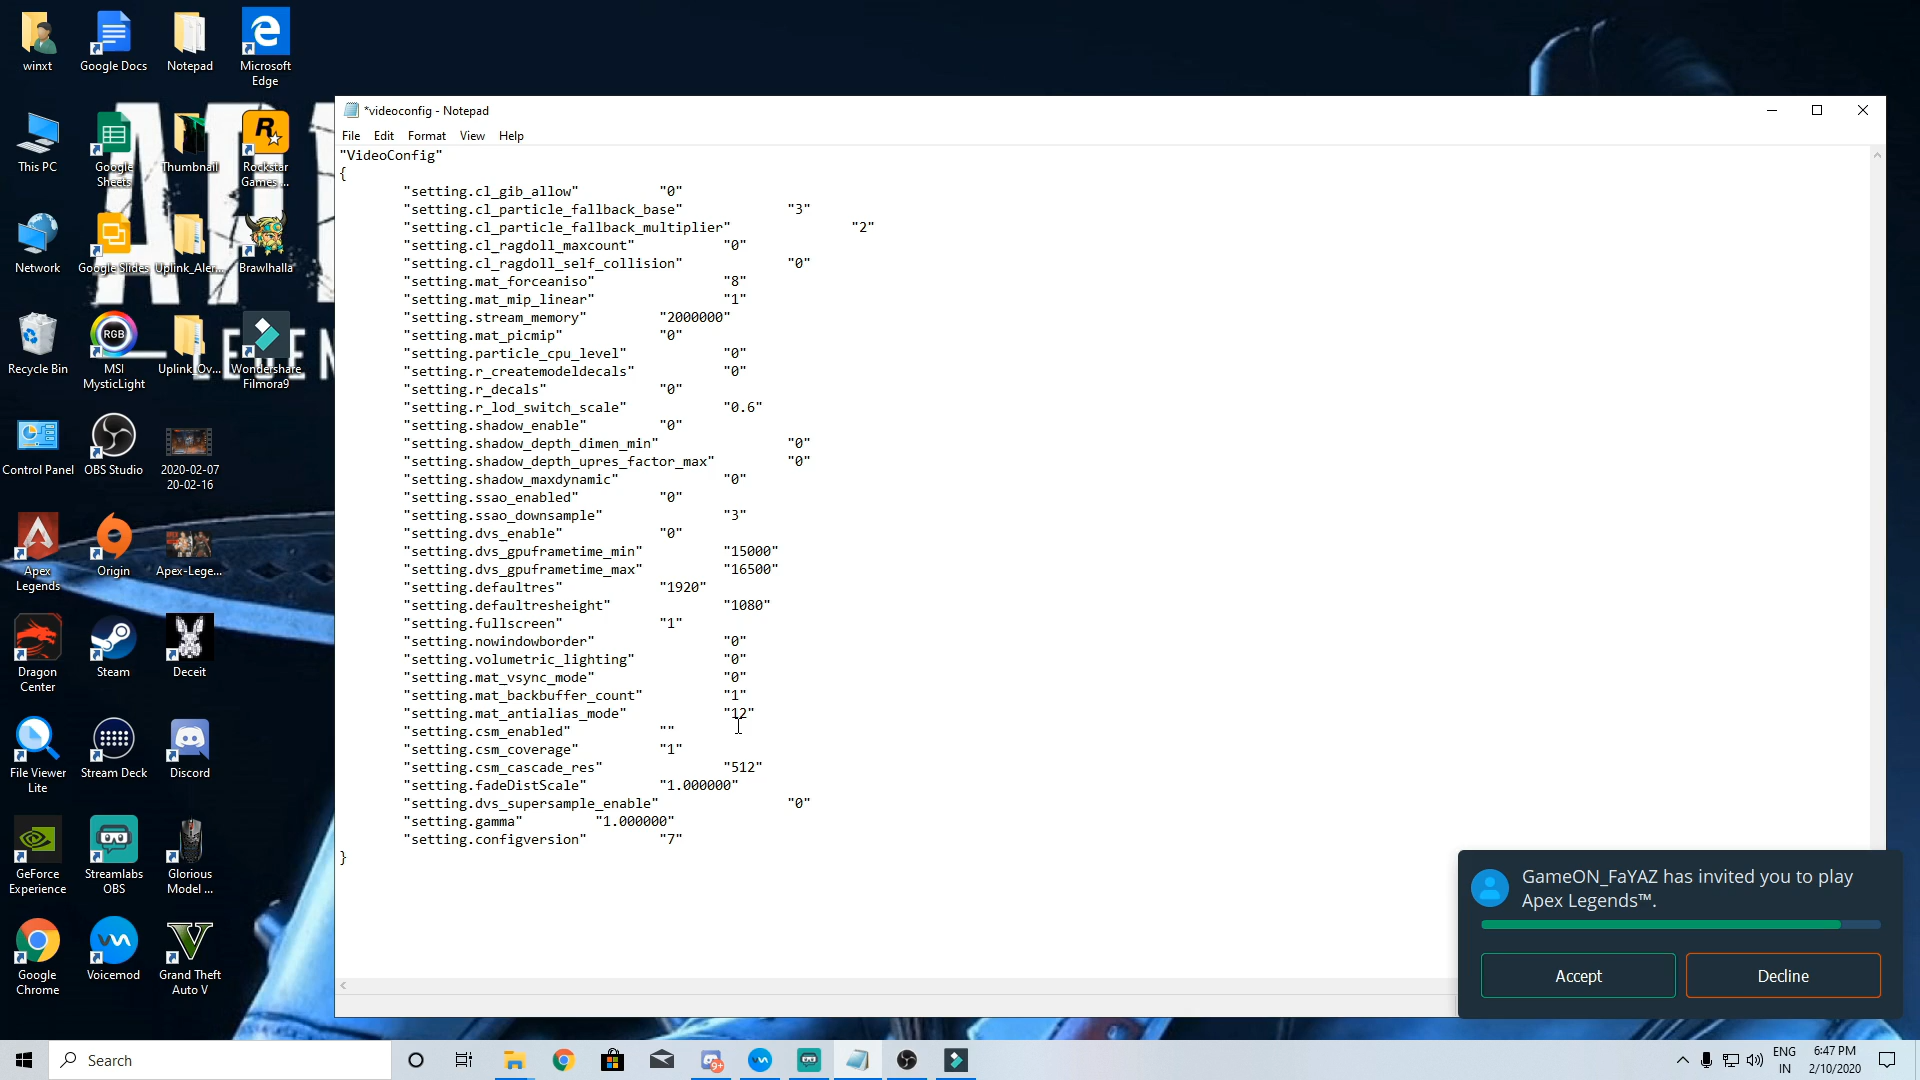 winxt
Google Docs
Notepad
Microsoft
Edge
This PC
Google
Sheets
Thumbnail
Rockstar
Games ...
Network
Google Slides
Uplink_Aler...
Brawlhalla
Recycle Bin
RGB
MSI
MysticLight
Uplink_Ov...
Wondershare
Filmora9
Control Panel
OBS Studio
2020-02-07
20-02-16
Apex
Legends
Origin
Apex-Lege...
Dragon
Center
Steam
Deceit
File Viewer
Lite
Stream Deck
Discord
GeForce
Experience
Streamlabs
OBS
Glorious
Model ...
Google
Chrome
Voicemod
Grand Theft
Auto V
*videoconfig - Notepad
File Edit Format View Help
"VideoConfig"
{
"setting.cl_gib_allow" "0"
"setting.cl_particle_fallback_base" "3"
"setting.cl_particle_fallback_multiplier" "2"
"setting.cl_ragdoll_maxcount" "0"
"setting.cl_ragdoll_self_collision" "0"
"setting.mat_forceaniso" "8"
"setting.mat_mip_linear" "1"
"setting.stream_memory" "2000000"
"setting.mat_picmip" "0"
"setting.particle_cpu_level" "0"
"setting.r_createmodeldecals" "0"
"setting.r_decals" "0"
"setting.r_lod_switch_scale" "0.6"
"setting.shadow_enable" "0"
"setting.shadow_depth_dimen_min" "0"
"setting.shadow_depth_upres_factor_max" "0"
"setting.shadow_maxdynamic" "0"
"setting.ssao_enabled" "0"
"setting.ssao_downsample" "3"
"setting.dvs_enable" "0"
"setting.dvs_gpuframetime_min" "15000"
"setting.dvs_gpuframetime_max" "16500"
"setting.defaultres" "1920"
"setting.defaultresheight" "1080"
"setting.fullscreen" "1"
"setting.nowindowborder" "0"
"setting.volumetric_lighting" "0"
"setting.mat_vsync_mode" "0"
"setting.mat_backbuffer_count" "1"
"setting.mat_antialias_mode" "12"
"setting.csm_enabled" ""
"setting.csm_coverage" "1"
"setting.csm_cascade_res" "512"
"setting.fadeDistScale" "1.000000"
"setting.dvs_supersample_enable" "0"
"setting.gamma" "1.000000"
"setting.configversion" "7"
}
GameON_FaYAZ has invited you to play
Apex Legends™.
Accept Decline
Search
ENG
IN
6:47 PM
2/10/2020